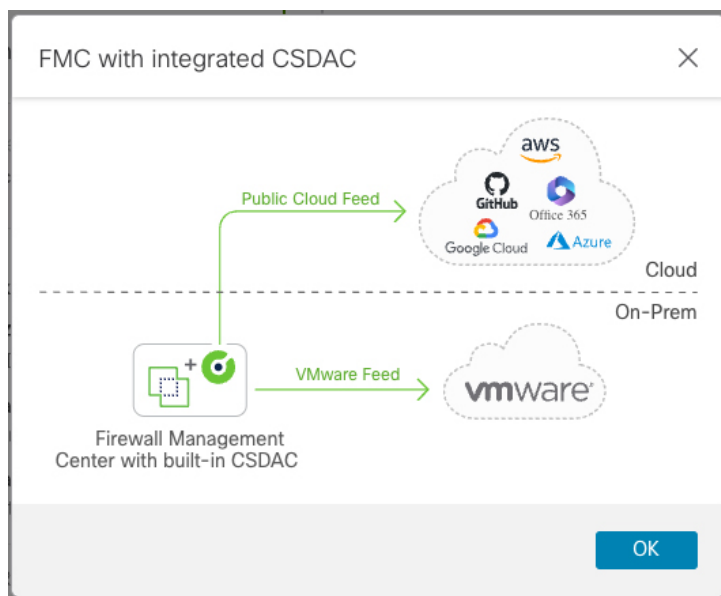 FMC with integrated CSDAC
aws
Public Cloud Feed
GitHub
Office 365
Google Cloud
Azure
Cloud
On-Prem
+
VMware Feed
vmware®
Firewall Management
Center with built-in CSDAC
OK